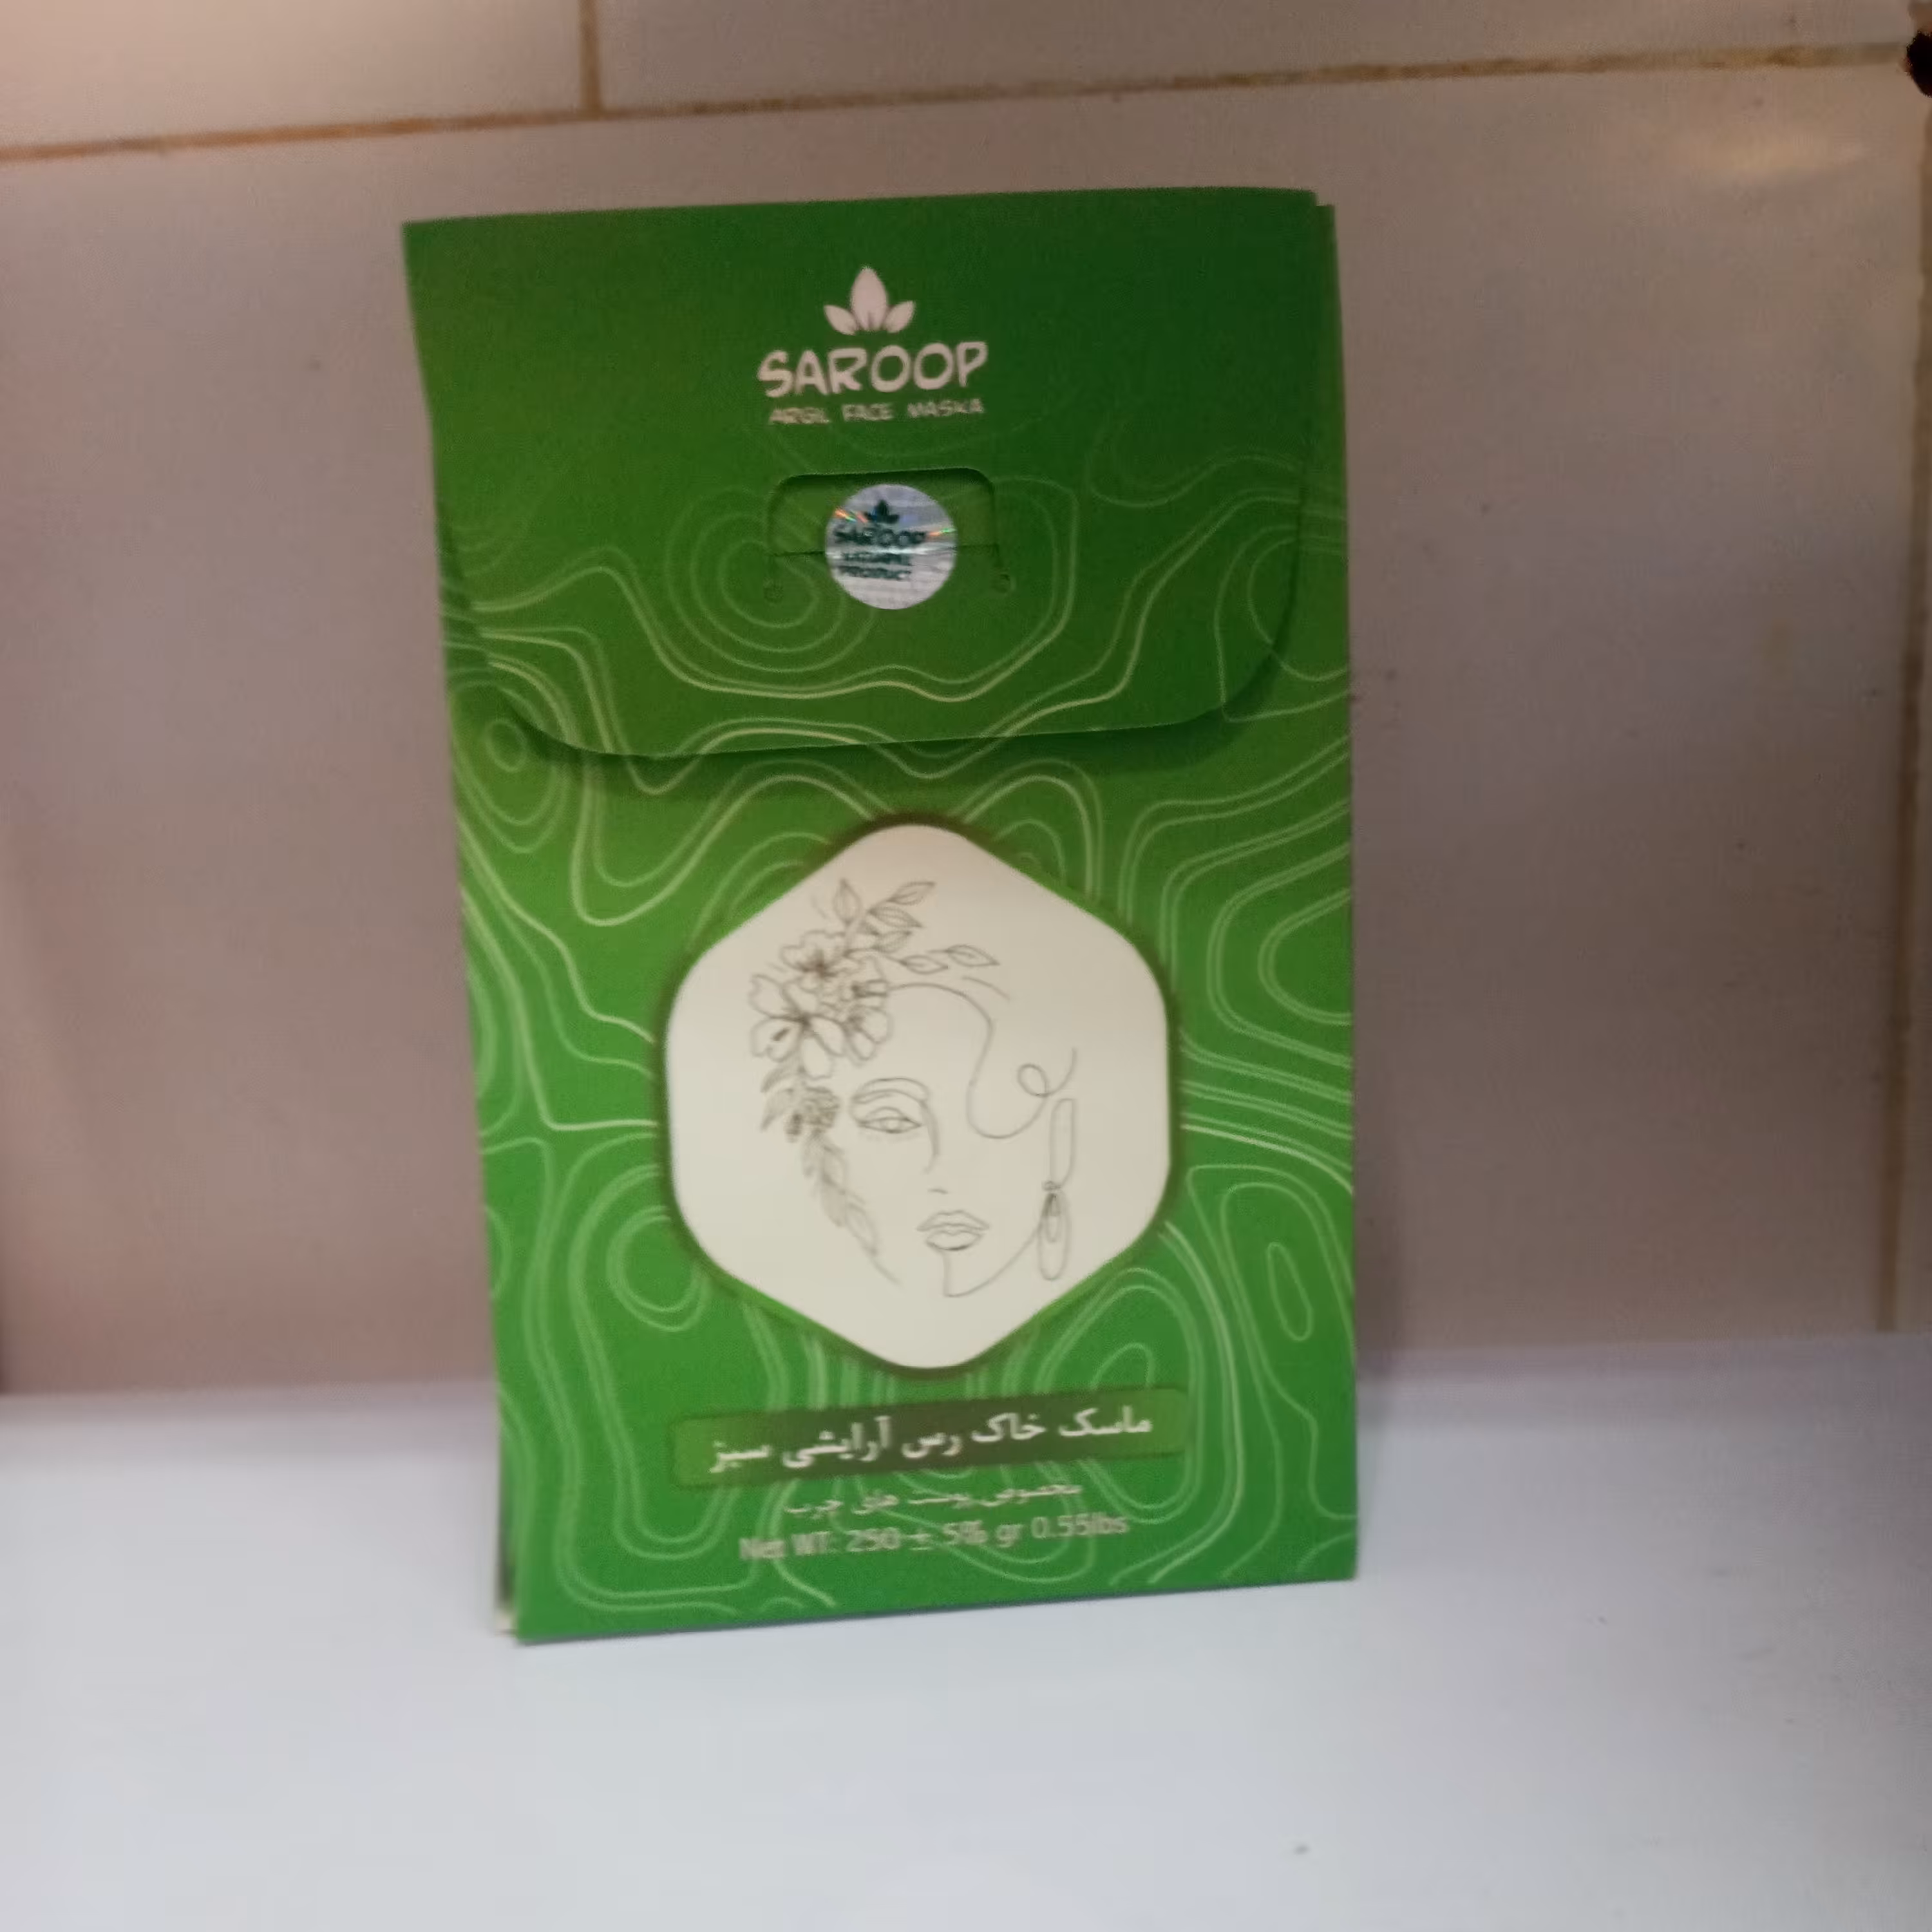 SAROOP
ARGIL FACE MASKA
SAROOP
NATURAL
PRODUCT
ماسک خاک رس آرایشی سبز
مخصوص پوست های چرب
Net WT: 250 ± 5% gr 0.55lbs